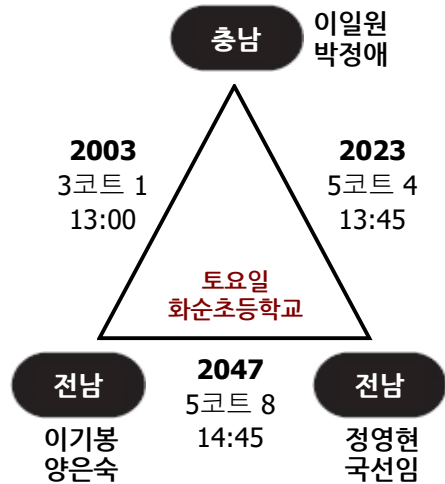 충남
이일원
박정애
2003
3코트 1
13:00
2023
5코트 4
13:45
토요일
화순초등학교
전남
이기봉
양은숙
2047
5코트 8
14:45
전남
정영현
국선임